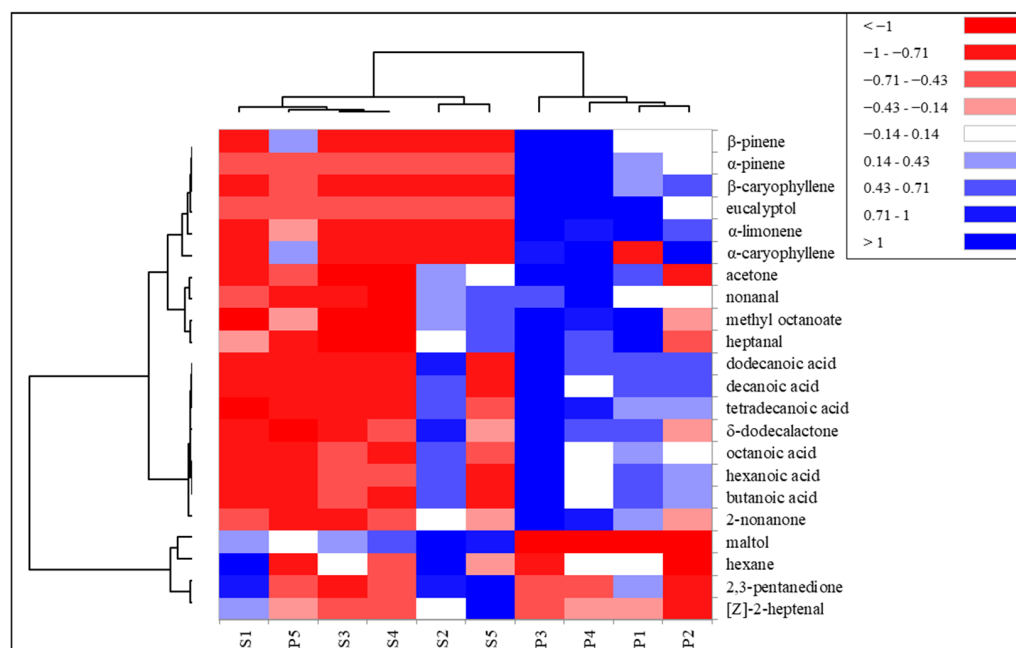 < −1
−1 - −0.71
−0.71 - −0.43
−0.43 - −0.14
−0.14 - 0.14
0.14 - 0.43
0.43 - 0.71
0.71 - 1
> 1
β-pinene
α-pinene
β-caryophyllene
eucalyptol
α-limonene
α-caryophyllene
acetone
nonanal
methyl octanoate
heptanal
dodecanoic acid
decanoic acid
tetradecanoic acid
δ-dodecalactone
octanoic acid
hexanoic acid
butanoic acid
2-nonanone
maltol
hexane
2,3-pentanedione
[Z]-2-heptenal
S1 P5 S3 S4 S2 S5 P3 P4 P1 P2